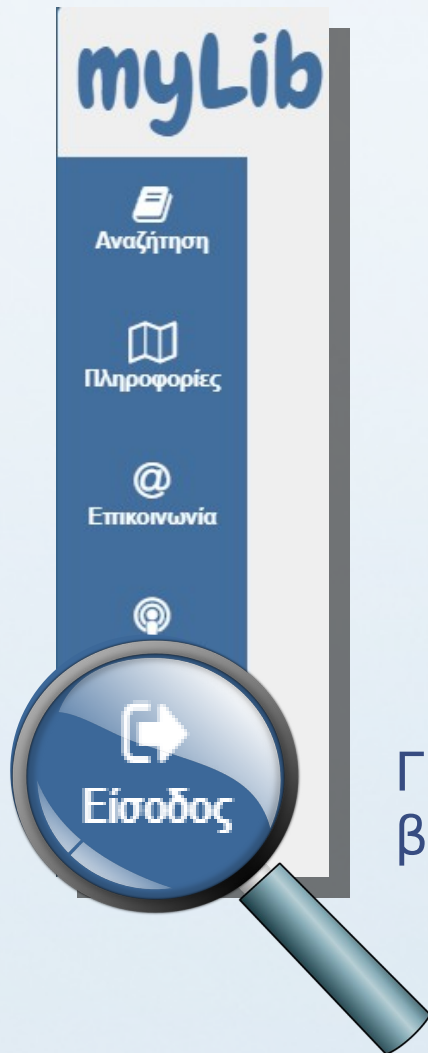 myLib
Αναζήτηση
Πληροφορίες
@
Επικοινωνία
Είσοδος
Γ
β